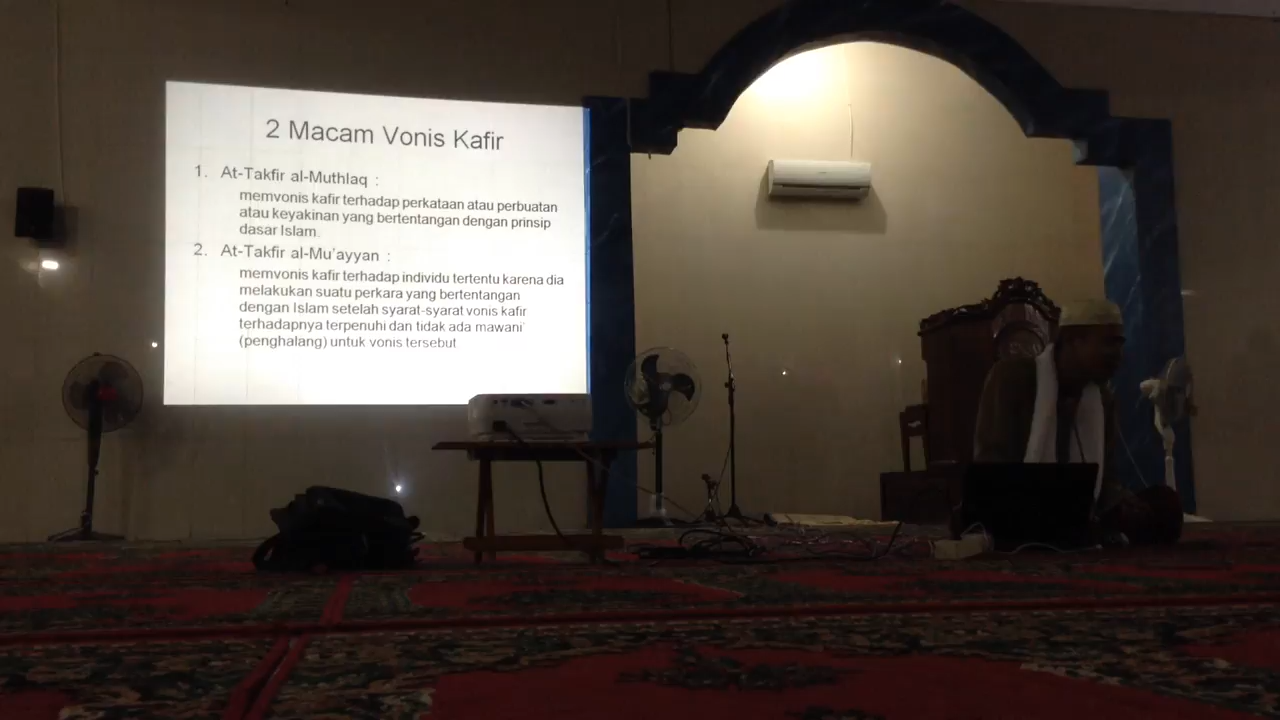 2 Macam Vonis Kafir
1. At-Takfir al-Muthlaq :
memvonis kafir terhadap perkataan atau perbuatan
atau keyakinan yang bertentangan dengan prinsip
dasar Islam.
2. At-Takfir al-Mu'ayyan :
memvonis kafir terhadap individu tertentu karena dia
melakukan suatu perkara yang bertentangan
dengan Islam setelah syarat-syarat vonis kafir
terhadapnya terpenuhi dan tidak ada mawani'
(penghalang) untuk vonis tersebut